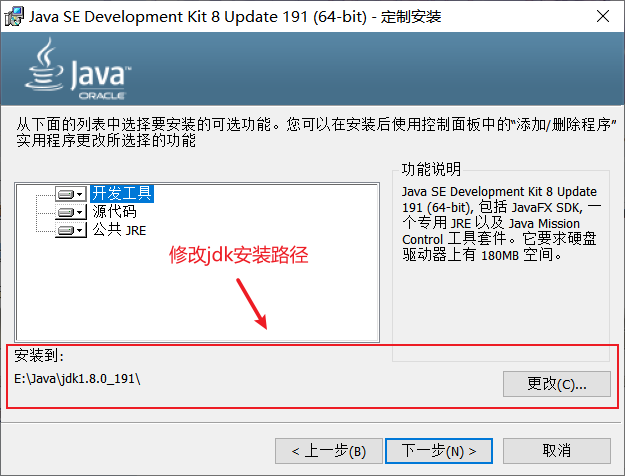 Java SE Development Kit 8 Update 191 (64-bit) - 定制安装
Java™
ORACLE
从下面的列表中选择要安装的可选功能。您可以在安装后使用控制面板中的“添加/删除程序”
实用程序更改所选择的功能
开发工具
源代码
公共 JRE
功能说明
Java SE Development Kit 8 Update
191 (64-bit), 包括 JavaFX SDK, 一
个专用 JRE 以及 Java Mission
Control 工具套件。它要求硬盘
驱动器上有 180MB 空间。
修改jdk安装路径
安装到:
E:\Java\jdk1.8.0_191\
更改(C)...
< 上一步(B)
下一步(N) >
取消